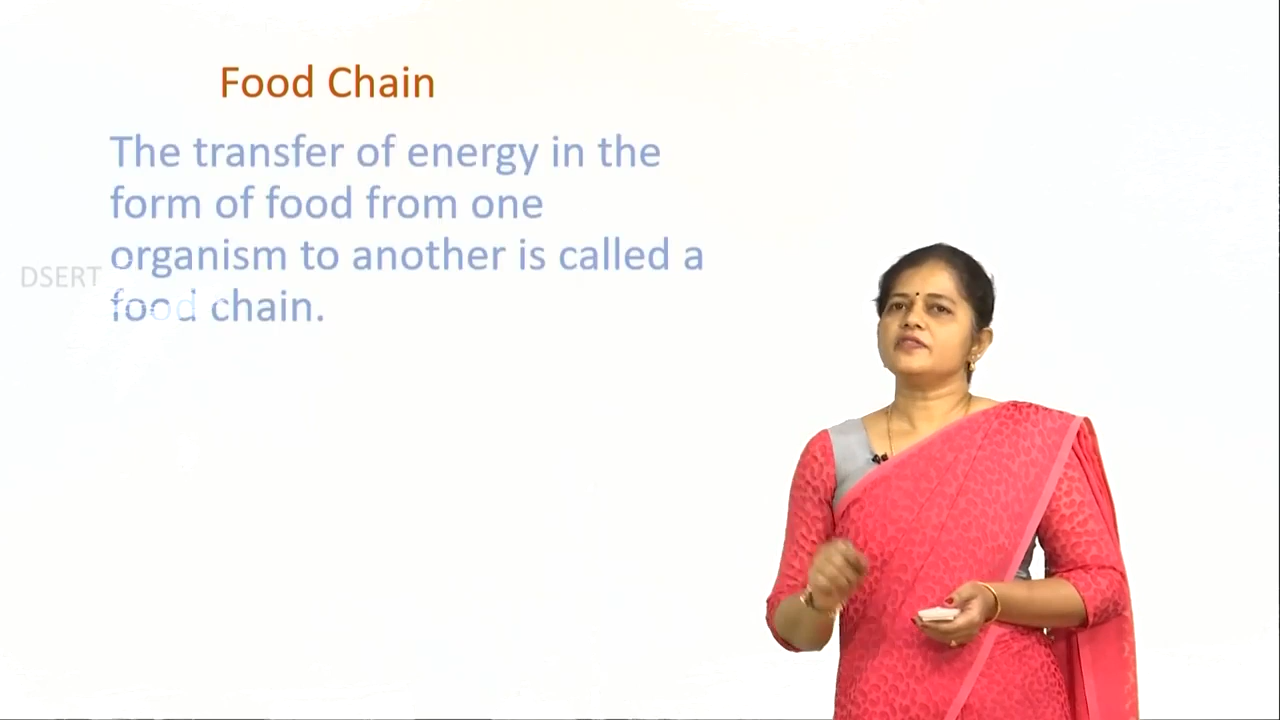 Food Chain
The transfer of energy in the
form of food from one
organism to another is called a
DSERT
food chain.